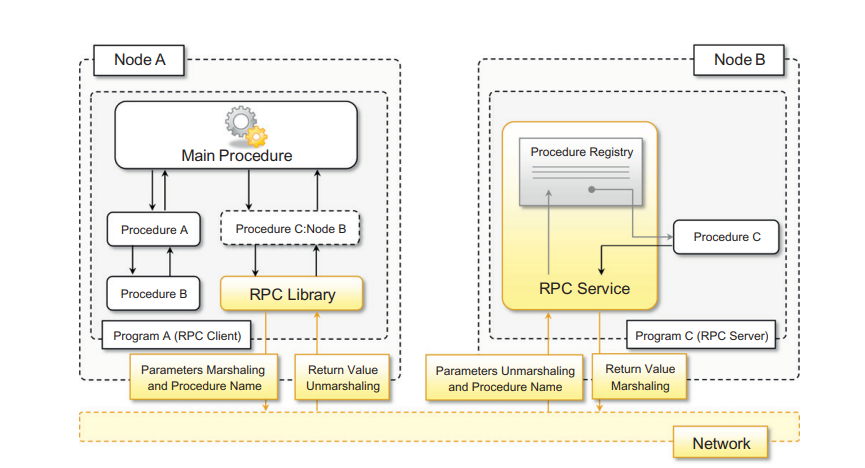 Node A
Node B
Main Procedure
Procedure Registry
Procedure A
Procedure C:Node B
Procedure C
Procedure B
RPC Library
RPC Service
Program A (RPC Client)
Program C (RPC Server)
Parameters Marshaling
and Procedure Name
Return Value
Unmarshaling
Parameters Unmarshaling
and Procedure Name
Return Value
Marshaling
Network